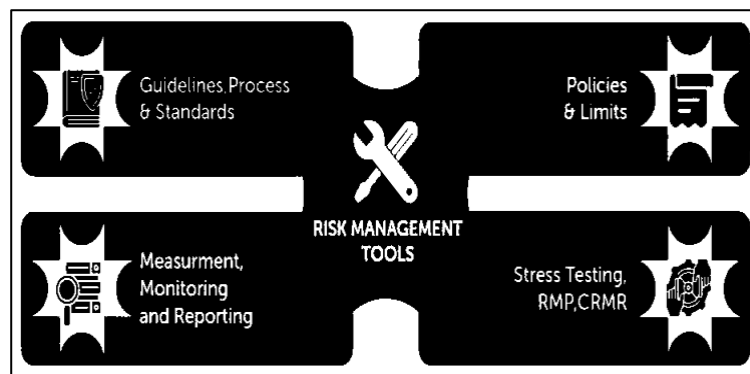 Guidelines,Process
& Standards
Policies
& Limits
RISK MANAGEMENT
TOOLS
Measurment,
Monitoring
and Reporting
Stress Testing,
RMP,CRMR